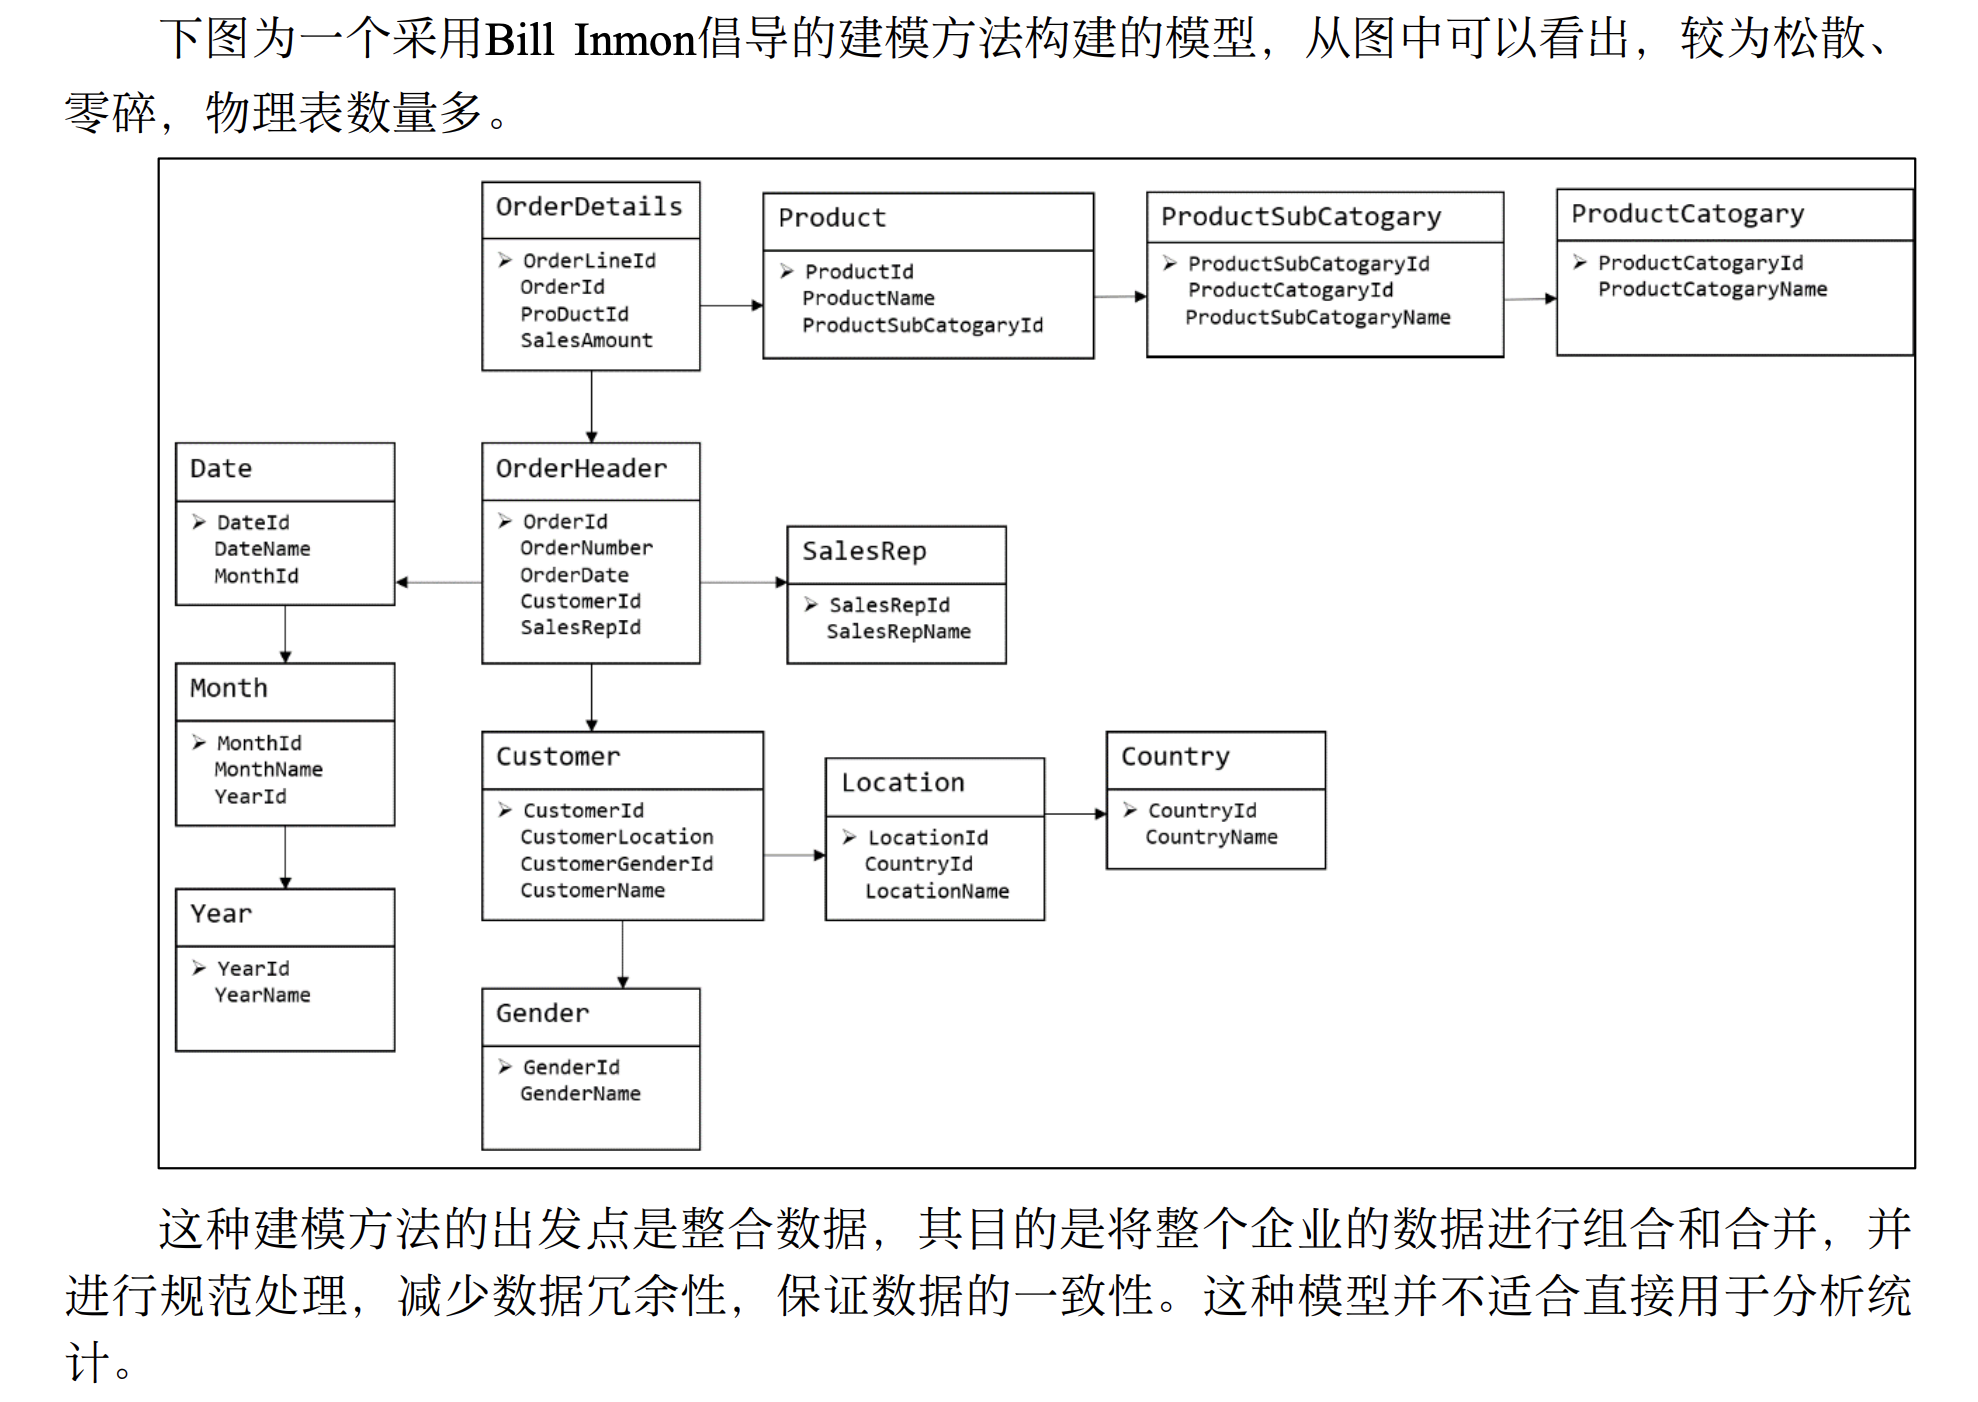 下图为一个采用Bill Inmon倡导的建模方法构建的模型，从图中可以看出，较为松散、
零碎，物理表数量多。
OrderDetails
➢ OrderLineId
OrderId
ProDuctId
SalesAmount
Product
➢ ProductId
ProductName
ProductSubCatogaryId
ProductSubCatogary
➢ ProductSubCatogaryId
ProductCatogaryId
ProductSubCatogaryName
ProductCatogary
➢ ProductCatogaryId
ProductCatogaryName
Date
➢ DateId
DateName
MonthId
OrderHeader
➢ OrderId
OrderNumber
OrderDate
CustomerId
SalesRepId
SalesRep
➢ SalesRepId
SalesRepName
Month
➢ MonthId
MonthName
YearId
Customer
➢ CustomerId
CustomerLocation
CustomerGenderId
CustomerName
Location
➢ LocationId
CountryId
LocationName
Country
➢ CountryId
CountryName
Year
➢ YearId
YearName
Gender
➢ GenderId
GenderName
这种建模方法的出发点是整合数据，其目的是将整个企业的数据进行组合和合并，并
进行规范处理，减少数据冗余性，保证数据的一致性。这种模型并不适合直接用于分析统
计。